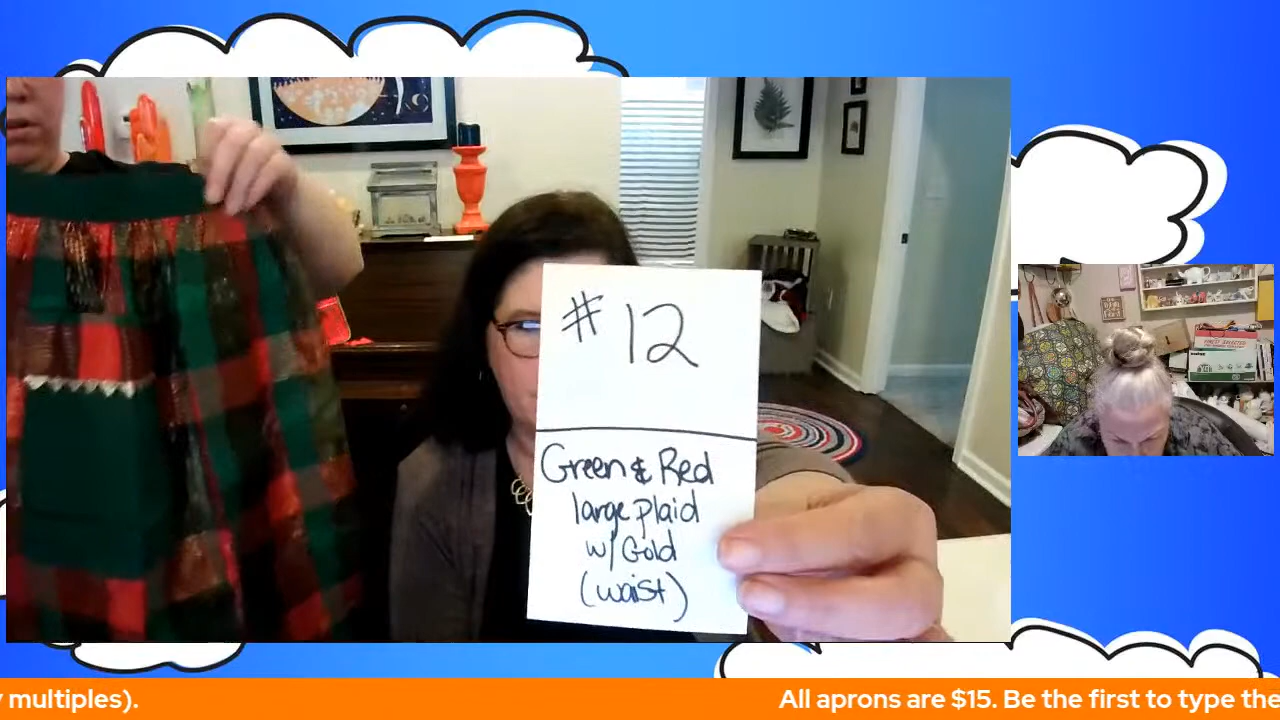 #12
Green & Red
large plaid
w/ Gold
(waist)
multiples).
All aprons are $15. Be the first to type the